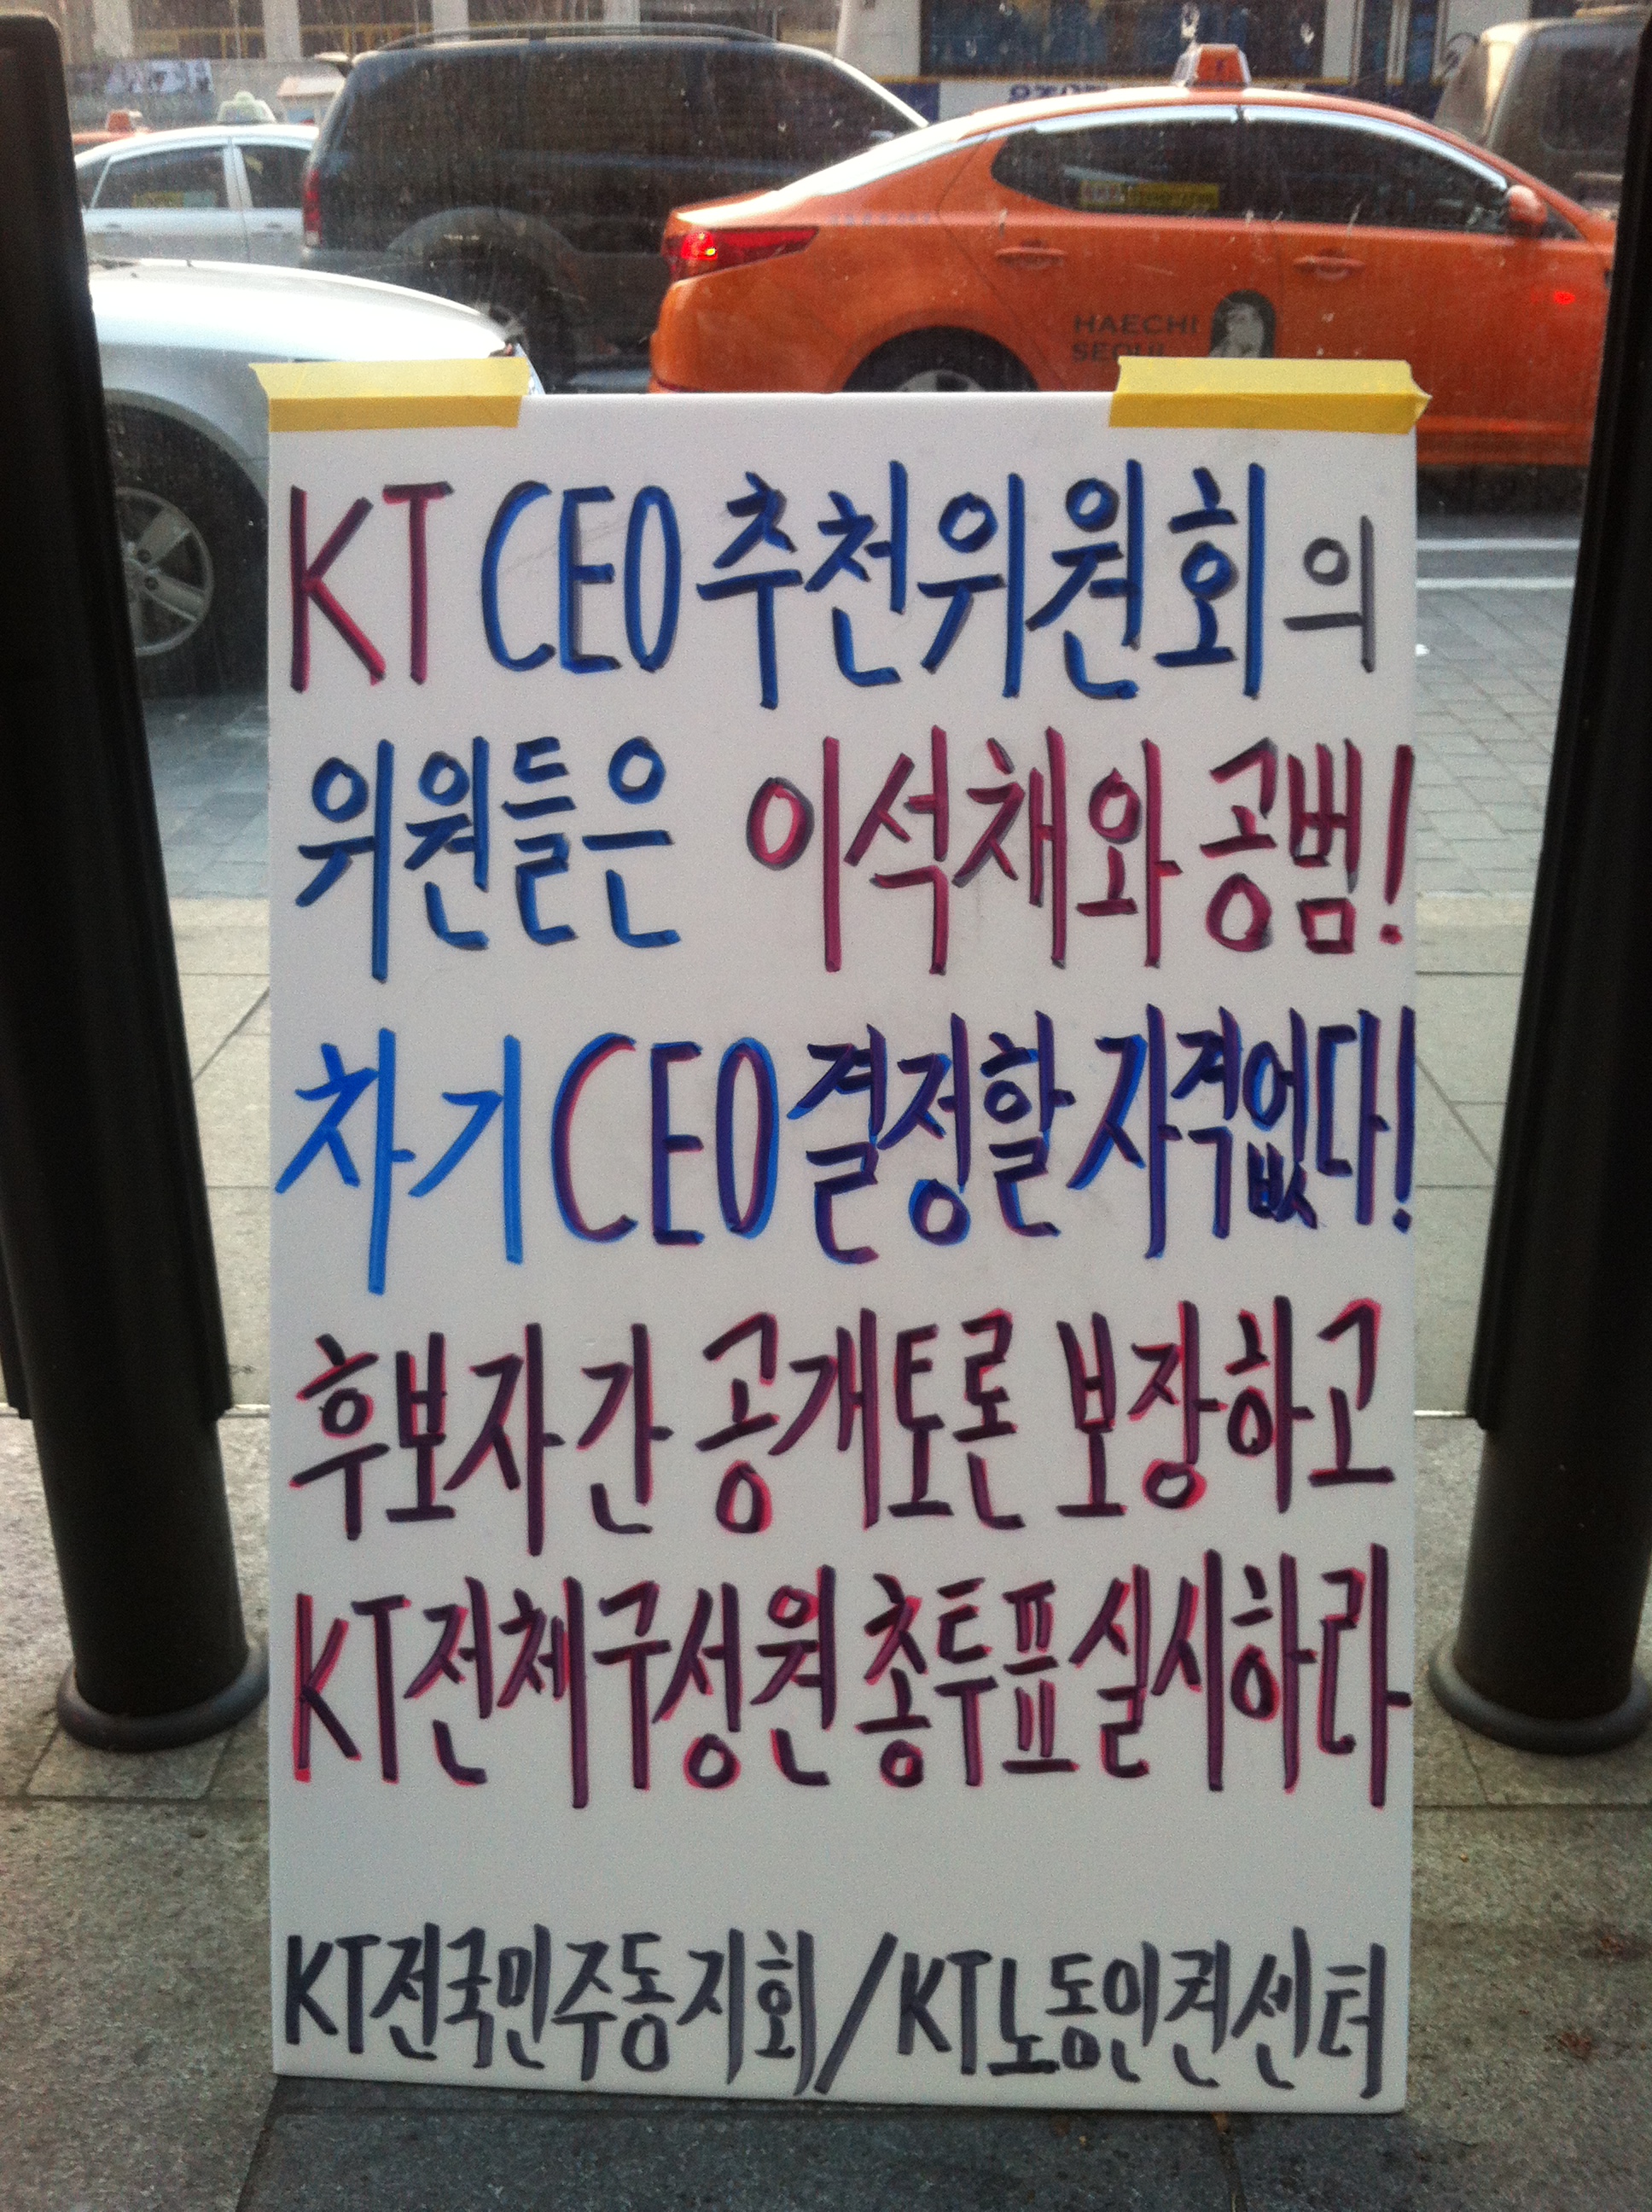 HAECHI
SEOUL
KT CEO 추천위원회의
위원들은 이석채와 공범!
차기 CEO 결정할 자격없다!
후보자간 공개토론 보장하고
KT전체구성원 총투표 실시하라
KT전국민주동지회/KT노동인권센터